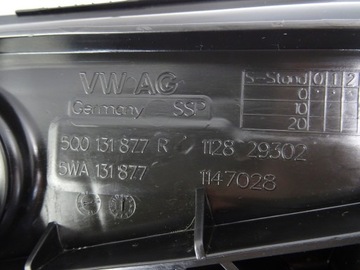 VW AG
Germany SSP
S-Stand 0 1 2
0
10
20
5Q0 131 877 R 1128 29302
5WA 131 877 1147028